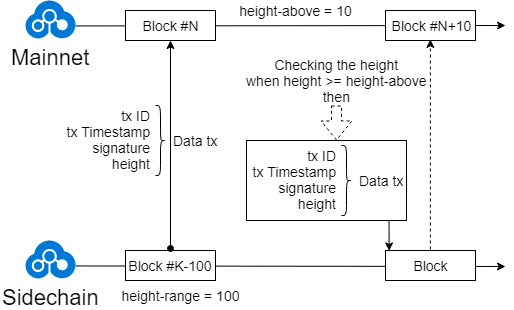 height-above = 10
Block #N
Block #N+10
Mainnet
Checking the height
when height >= height-above
then
tx ID
tx Timestamp
signature
height
Data tx
tx ID
tx Timestamp
signature
height
Data tx
Block #K-100
Block
Sidechain
height-range = 100